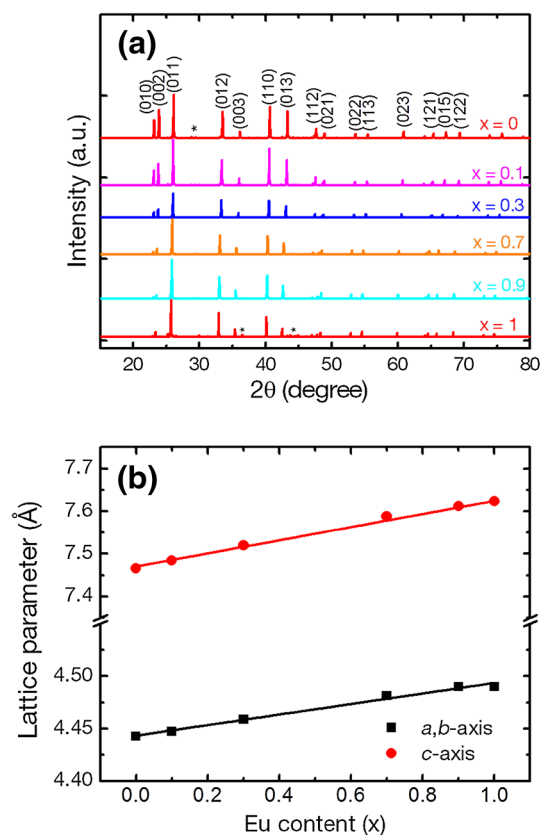 (a)
Intensity (a.u.)
(010)
(002)
(011)
*
(012)
(003)
(110)
(013)
(112)
(021)
(022)
(113)
(023)
(121)
(015)
(122)
x = 0
x = 0.1
x = 0.3
x = 0.7
x = 0.9
* * x = 1
20 30 40 50 60 70 80
2θ (degree)
(b)
Lattice parameter (Å)
7.7
7.6
7.5
7.4
4.50
4.45
4.40
a,b-axis
c-axis
0.0 0.2 0.4 0.6 0.8 1.0
Eu content (x)